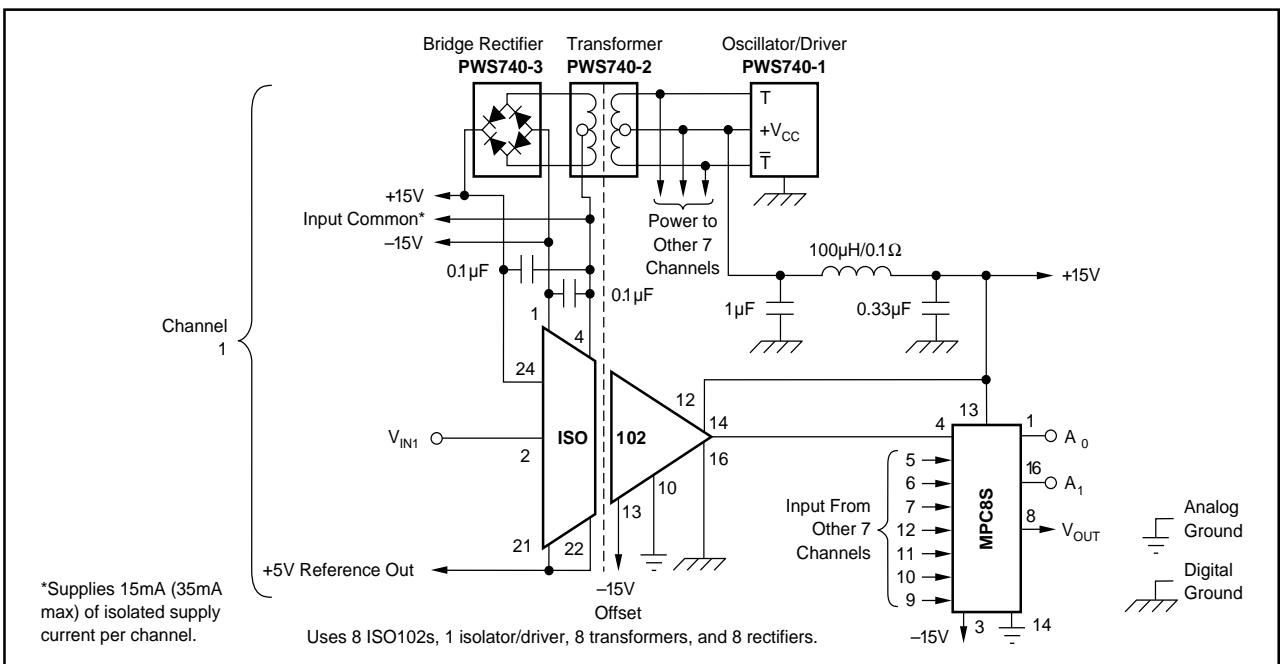 Bridge Rectifier
PWS740-3
Transformer
PWS740-2
Oscillator/Driver
PWS740-1
T
+VCC
T̅
+15V
Input Common*
–15V
0.1µF
0.1µF
Power to
Other 7
Channels
100µH/0.1Ω
+15V
1µF
0.33µF
Channel
1
1
4
24
VIN1
2
ISO
102
12
14
16
10
13
21
22
+5V Reference Out
–15V
Offset
4
13
1
A0
16
A1
8
VOUT
MPC8S
5
6
7
12
11
10
9
Input From
Other 7
Channels
–15V
3
14
Analog
Ground
Digital
Ground
*Supplies 15mA (35mA
max) of isolated supply
current per channel.
Uses 8 ISO102s, 1 isolator/driver, 8 transformers, and 8 rectifiers.